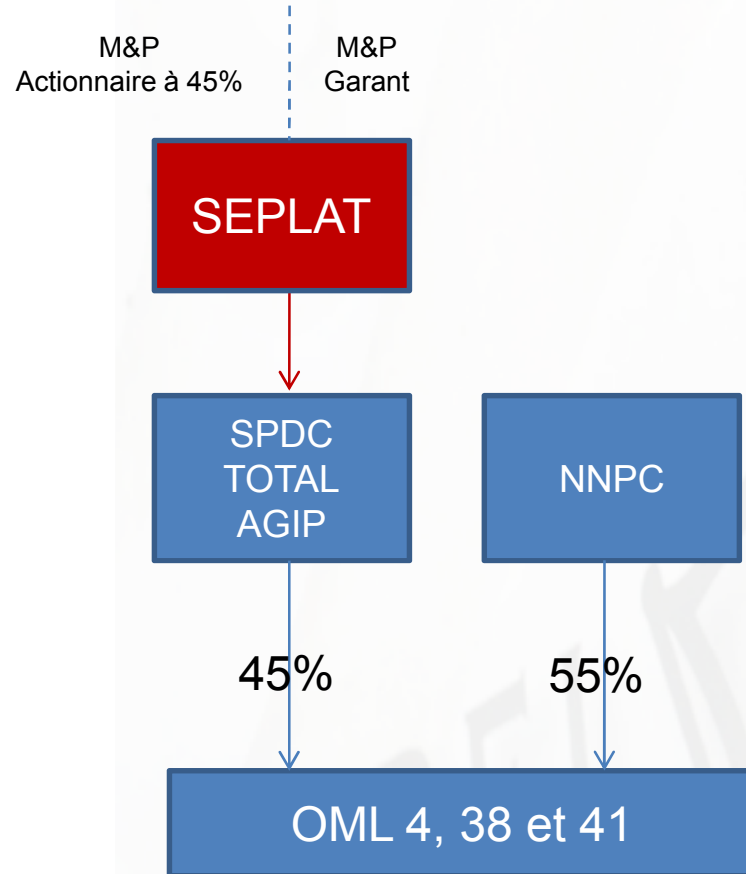 M&P
Actionnaire à 45%
M&P
Garant
SEPLAT
SPDC
TOTAL
AGIP
NNPC
45%
55%
OML 4, 38 et 41